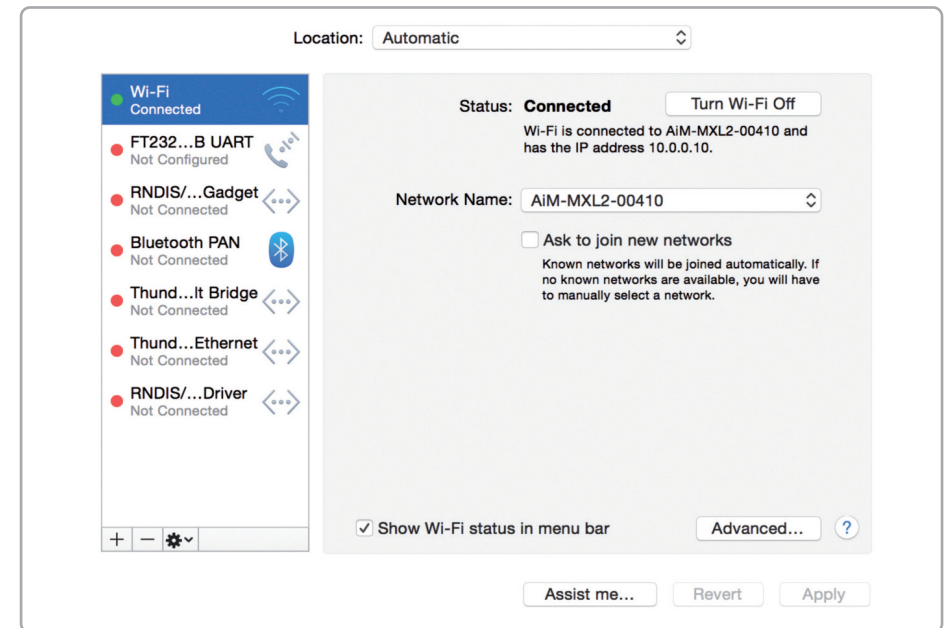 Location: Automatic
Wi-Fi
Connected
FT232...B UART
Not Configured
RNDIS/...Gadget
Not Connected
Bluetooth PAN
Not Connected
Thund...lt Bridge
Not Connected
Thund...Ethernet
Not Connected
RNDIS/...Driver
Not Connected
Status: Connected
Turn Wi-Fi Off
Wi-Fi is connected to AiM-MXL2-00410 and
has the IP address 10.0.0.10.
Network Name: AiM-MXL2-00410
Ask to join new networks
Known networks will be joined automatically. If
no known networks are available, you will have
to manually select a network.
Show Wi-Fi status in menu bar
Advanced...
?
Assist me...
Revert
Apply